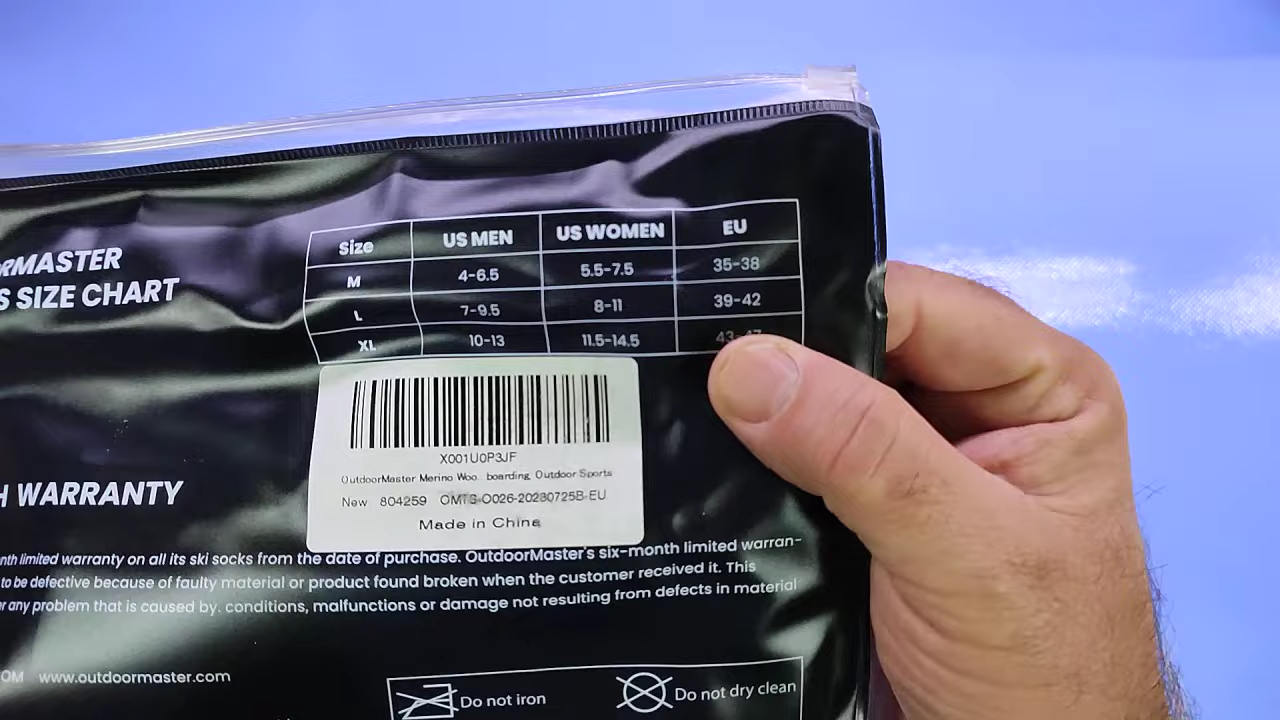 RMASTER
S SIZE CHART
Size US MEN US WOMEN EU
M 4-6.5 5.5-7.5 35-38
L 7-9.5 8-11 39-42
XL 10-13 11.5-14.5 43-47
X001U0P3JF
OutdoorMaster Merino Woo.. boarding, Outdoor Sports
New 804259 OMTS-O026-20230725B-EU
Made in China
H WARRANTY
nth limited warranty on all its ski socks from the date of purchase. OutdoorMaster's six-month limited warran-
to be defective because of faulty material or product found broken when the customer received it. This
r any problem that is caused by. conditions, malfunctions or damage not resulting from defects in material
OM www.outdoormaster.com
Do not iron Do not dry clean